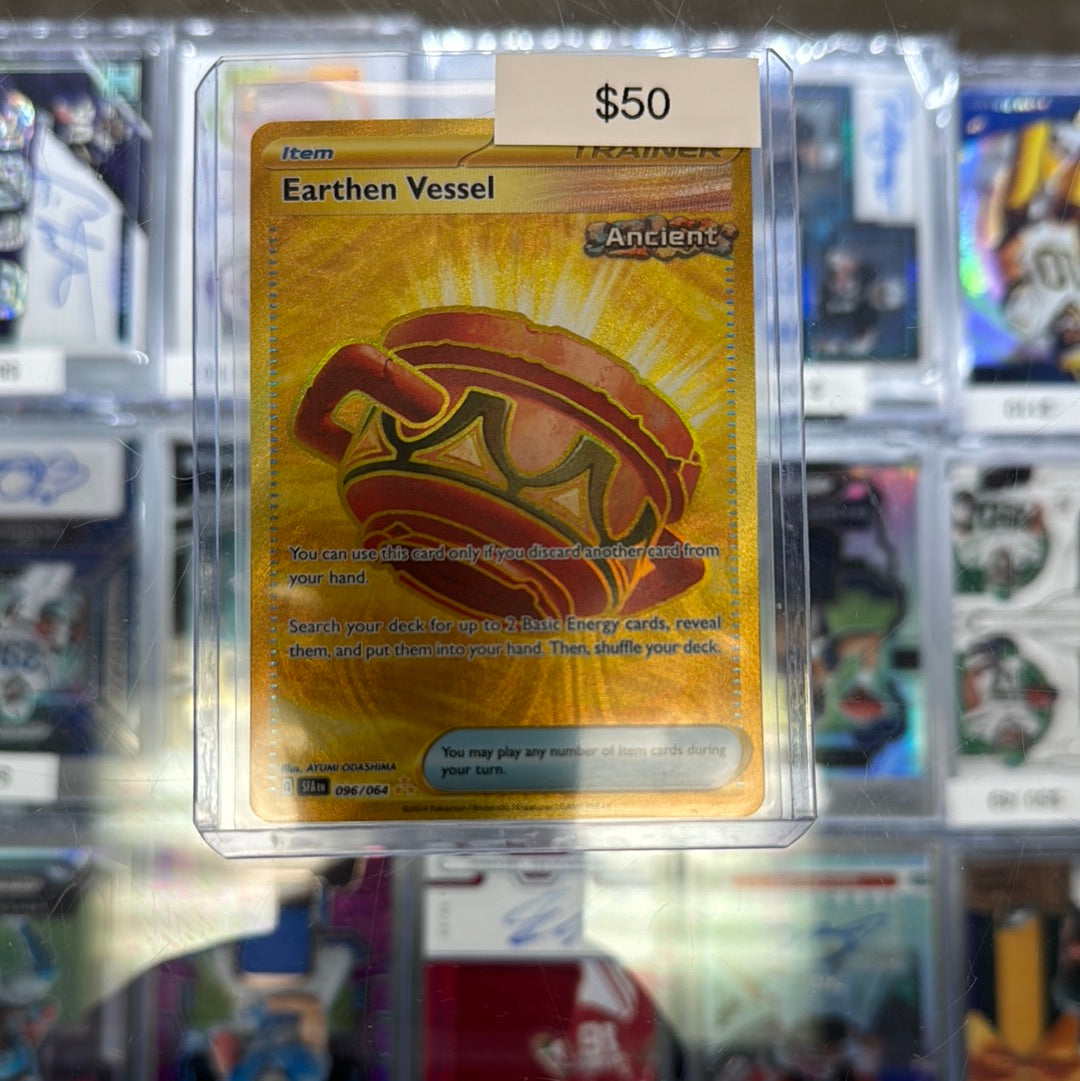 $50
Item
TRAINER
Earthen Vessel
Ancient
You can use this card only if you discard another card from
your hand.
Search your deck for up to 2 Basic Energy cards, reveal
them, and put them into your hand. Then, shuffle your deck.
You may play any number of Item cards during
your turn.
Illus. AYUMI ODASHIMA
SFA EN 096/064